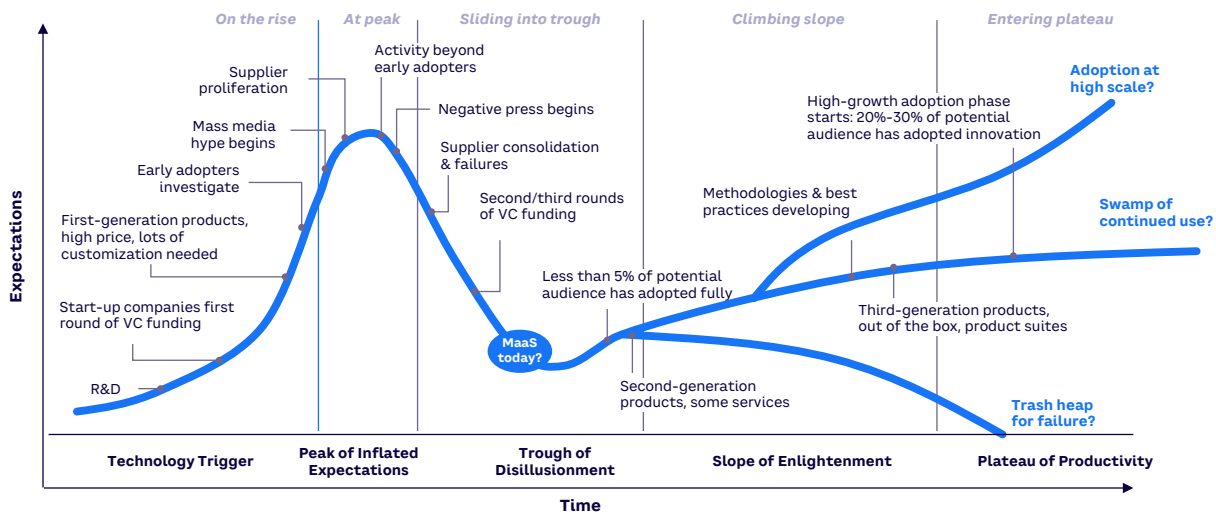 On the rise
At peak
Sliding into trough
Climbing slope
Entering plateau
Activity beyond
early adopters
Supplier
proliferation
Negative press begins
Mass media
hype begins
Supplier consolidation
& failures
Early adopters
investigate
Second/third rounds
of VC funding
First-generation products,
high price, lots of
customization needed
Start-up companies first
round of VC funding
R&D
MaaS
today?
Less than 5% of potential
audience has adopted fully
Second-generation
products, some services
Methodologies & best
practices developing
High-growth adoption phase
starts: 20%-30% of potential
audience has adopted innovation
Third-generation products,
out of the box, product suites
Adoption at
high scale?
Swamp of
continued use?
Trash heap
for failure?
Expectations
Technology Trigger
Peak of Inflated
Expectations
Trough of
Disillusionment
Slope of Enlightenment
Plateau of Productivity
Time